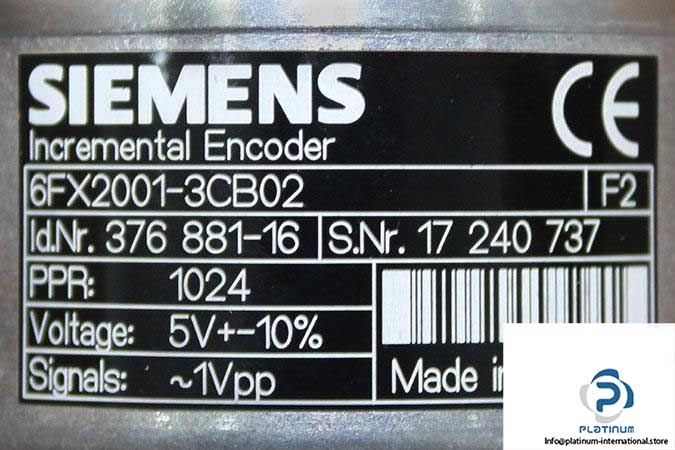 SIEMENS
CE
Incremental Encoder
6FX2001-3CB02 F2
Id.Nr. 376 881-16 S.Nr. 17 240 737
PPR: 1024
Voltage: 5V+-10%
Signals: ~1Vpp
Made in
PLATINUM
Info@platinum-international.store